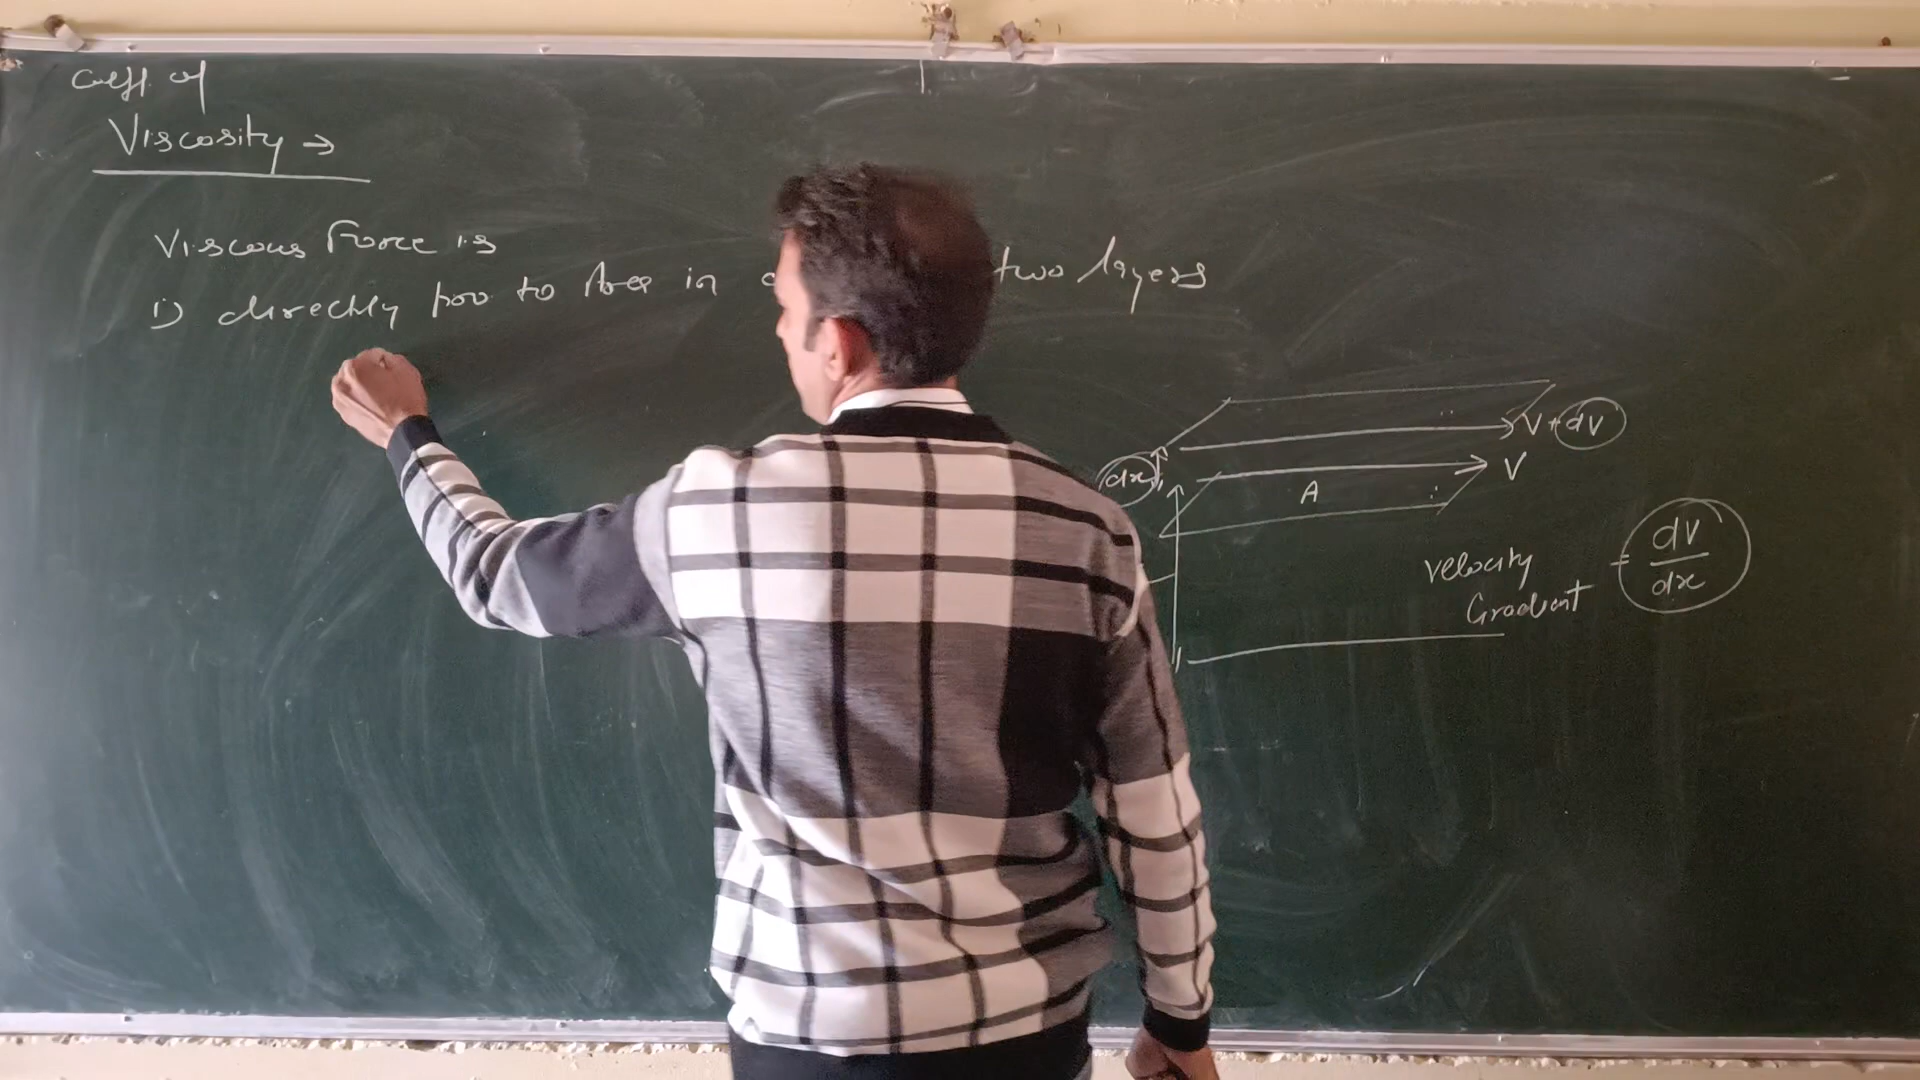 Coeff. of
Viscosity →
Viscous Force is
i) directly pro to Area in two layers
V + dV
dx
V
A
Velocity
Gradient = dV/dx